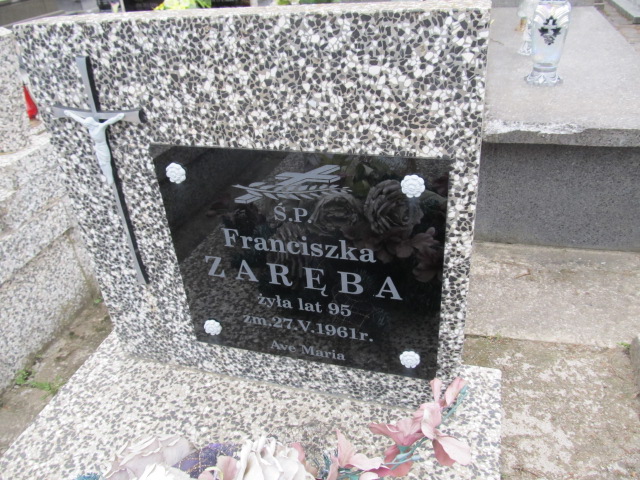 Ś.P.
Franciszka
ZARĘBA
żyła lat 95
zm.27.V.1961r.
Ave Maria